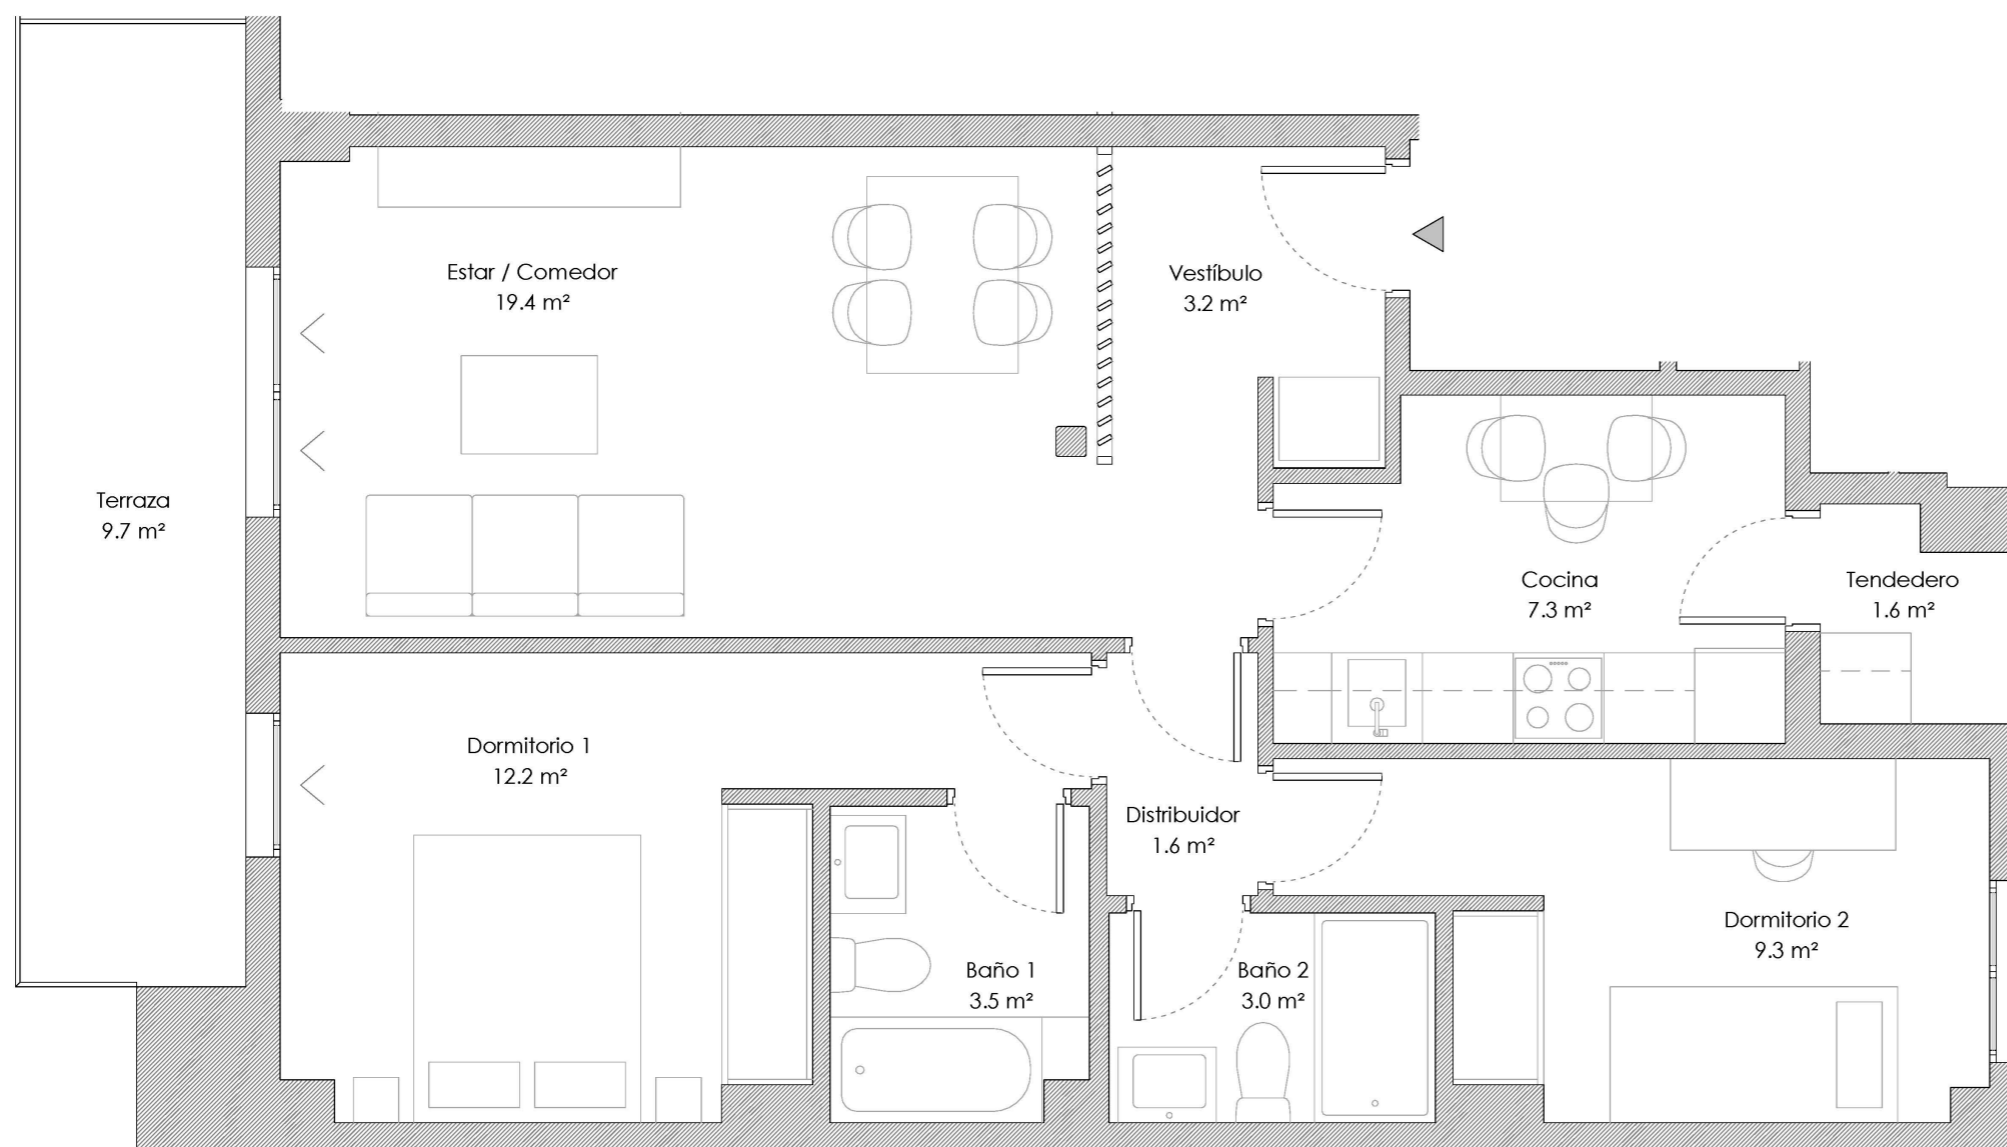 Estar / Comedor
19.4 m²
Vestíbulo
3.2 m²
Terraza
9.7 m²
Cocina
7.3 m²
Tendedero
1.6 m²
Dormitorio 1
12.2 m²
Distribuidor
1.6 m²
Dormitorio 2
9.3 m²
Baño 1
3.5 m²
Baño 2
3.0 m²